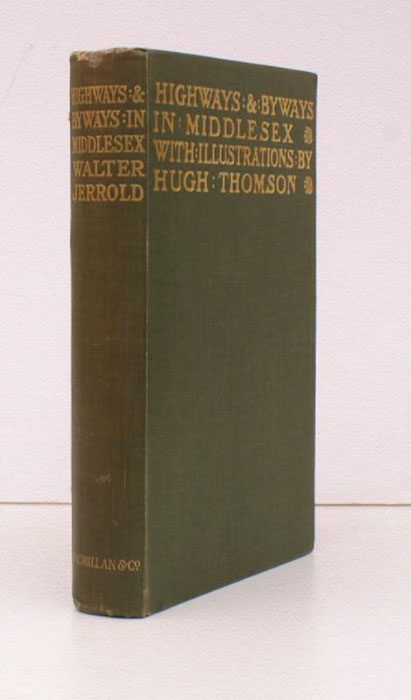 HIGHWAYS:&
BYWAYS:IN
MIDDLESEX
WALTER
JERROLD
MACMILLAN & Co.
HIGHWAYS:&:BYWAYS
IN:MIDDLESEX
WITH:ILLUSTRATIONS:BY
HUGH:THOMSON